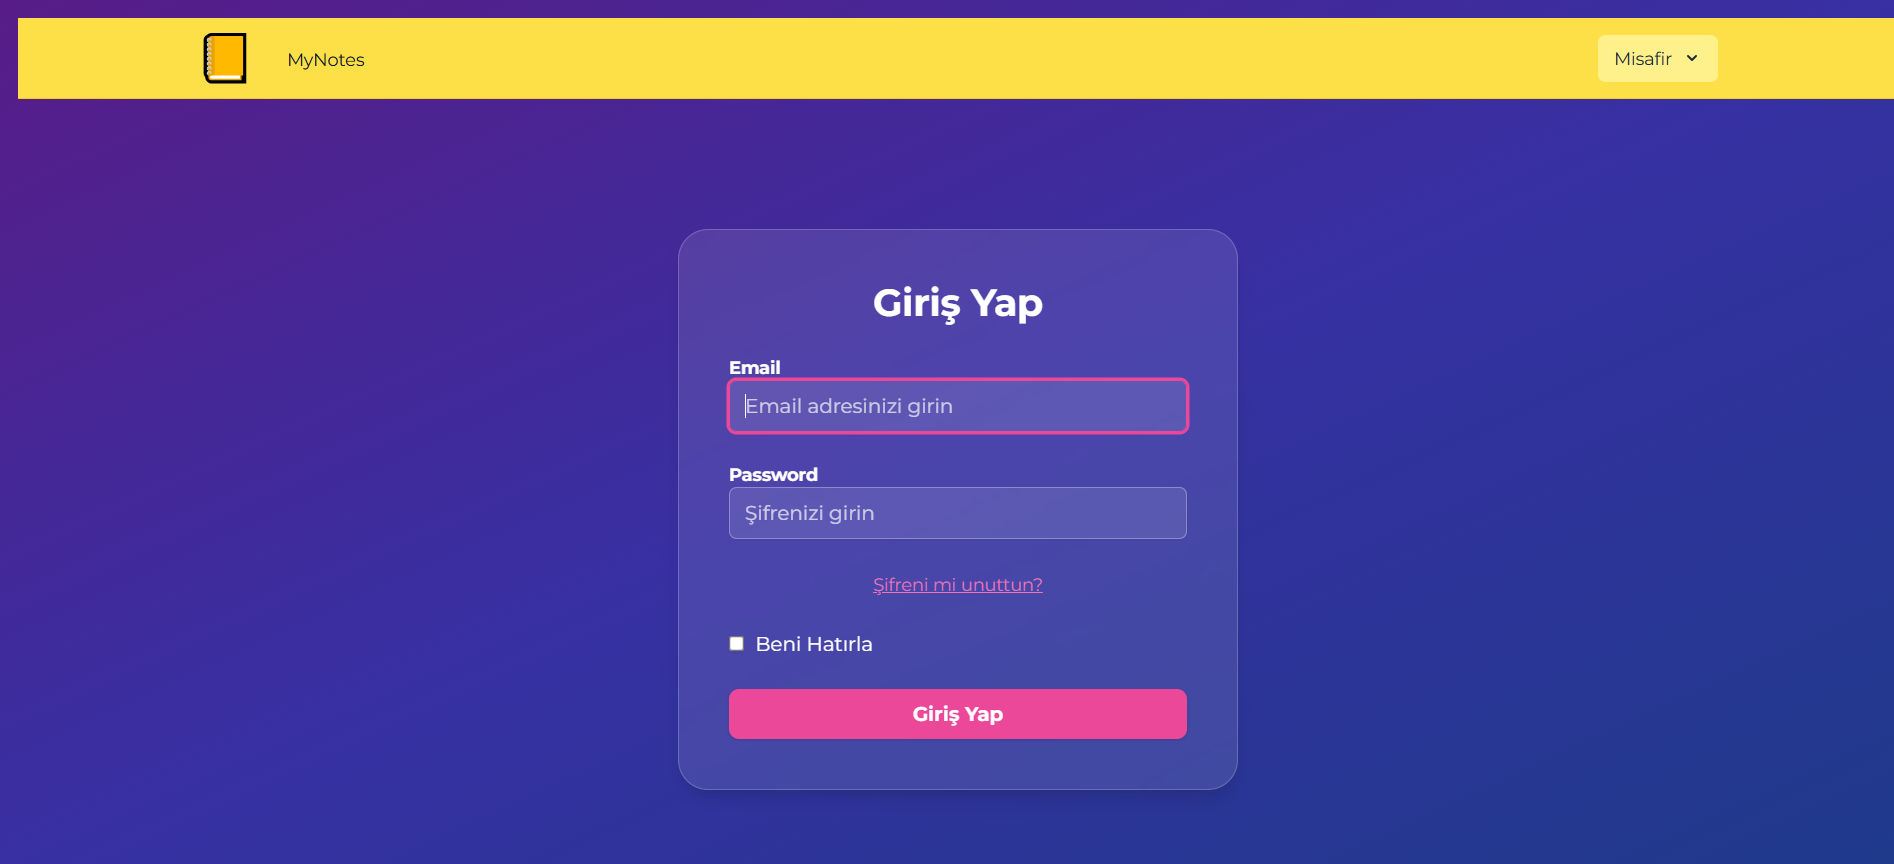 MyNotes
Misafir
Giriş Yap
Email
Email adresinizi girin
Password
Şifrenizi girin
Şifreni mi unuttun?
Beni Hatırla
Giriş Yap